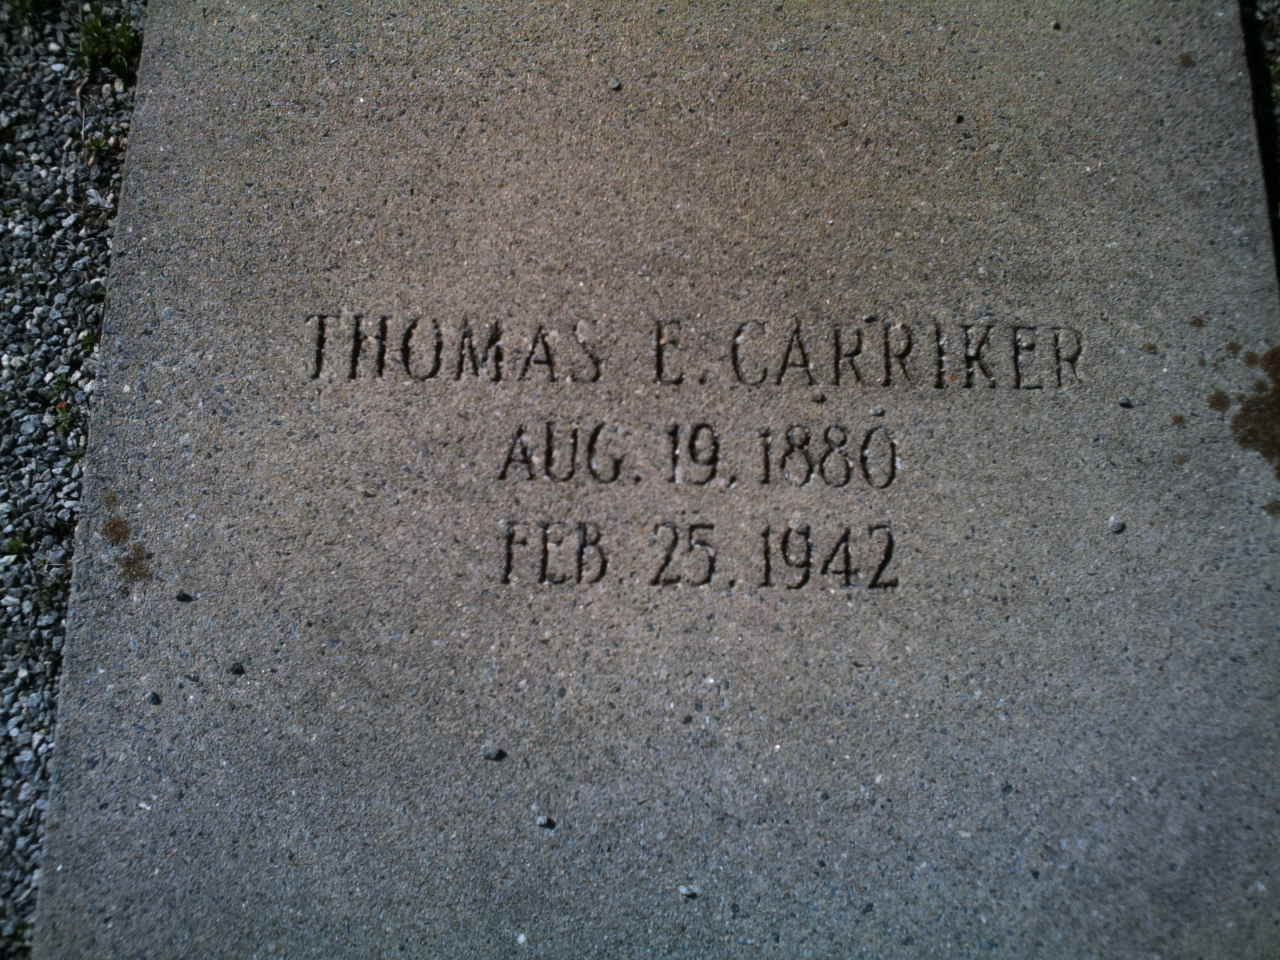 THOMAS E. CARRIKER
AUG. 19, 1880
FEB. 25, 1942